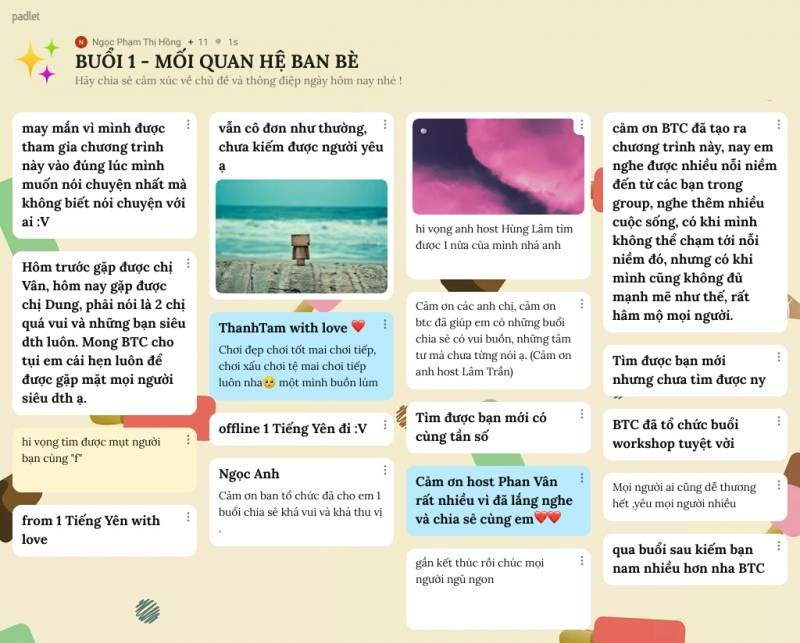 padlet
Ngọc Phạm Thị Hồng + 11 1s
BUỔI 1 - MỐI QUAN HỆ BẠN BÈ
Hãy chia sẻ cảm xúc về chủ đề và thông điệp ngày hôm nay nhé !
may mắn vì mình được
tham gia chương trình
này vào đúng lúc mình
muốn nói chuyện nhất mà
không biết nói chuyện với
ai :V
Hôm trước gặp được chị
Vân, hôm nay gặp được
chị Dung, phải nói là 2 chị
quá vui và những bạn siêu
dth luôn. Mong BTC cho
tụi em cái hẹn luôn để
được gặp mặt mọi người
siêu dth ạ.
hi vọng tìm được mụt người
bạn cùng "f"
from 1 Tiếng Yên with
love
vẫn cô đơn như thường,
chưa kiếm được người yêu
ạ
ThanhTam with love ❤️
Chơi đẹp chơi tốt mai chơi tiếp,
chơi xấu chơi tệ mai chơi tiếp
luôn nha🥺 một mình buồn lúm
offline 1 Tiếng Yên đi :V
Ngọc Anh
Cảm ơn ban tổ chức đã cho em 1
buổi chia sẻ khá vui và khá thu vị
.
hi vọng anh host Hùng Lâm tìm
được 1 nửa của mình nhá anh
Cảm ơn các anh chị, cảm ơn
btc đã giúp em có những buổi
chia sẽ có vui buồn, những tâm
tư mà chưa từng nói ạ. (Cảm ơn
anh host Lâm Trần)
Tìm được bạn mới có
cùng tần số
Cảm ơn host Phan Vân
rất nhiều vì đã lắng nghe
và chia sẻ cùng em❤️❤️
gần kết thúc rồi chúc mọi
người ngủ ngon
cảm ơn BTC đã tạo ra
chương trình này, nay em
nghe được nhiều nỗi niềm
đến từ các bạn trong
group, nghe thêm nhiều
cuộc sống, có khi mình
không thể chạm tới nỗi
niềm đó, nhưng có khi
mình cũng không đủ
mạnh mẽ như thế, rất
hâm mộ mọi người.
Tìm được bạn mới
nhưng chưa tìm được ny
BTC đã tổ chức buổi
workshop tuyệt vời
Mọi người ai cũng dễ thương
hết ,yêu mọi người nhiều
qua buổi sau kiếm bạn
nam nhiều hơn nha BTC